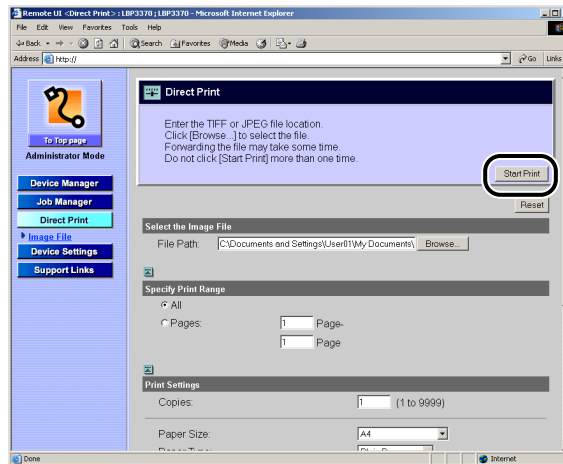 Remote UI <Direct Print> : LBP3370 ; LBP3370 - Microsoft Internet Explorer
File Edit View Favorites Tools Help
Back Search Favorites Media
Address http:// Go Links
To Top page
Administrator Mode
Device Manager
Job Manager
Direct Print
Image File
Device Settings
Support Links
Direct Print
Enter the TIFF or JPEG file location.
Click [Browse...] to select the file.
Forwarding the file may take some time.
Do not click [Start Print] more than one time.
Start Print
Reset
Select the Image File
File Path: C:\Documents and Settings\User01\My Documents\ Browse...
Specify Print Range
All
Pages: 1 Page-
1 Page
Print Settings
Copies: 1 (1 to 9999)
Paper Size: A4
Done Internet